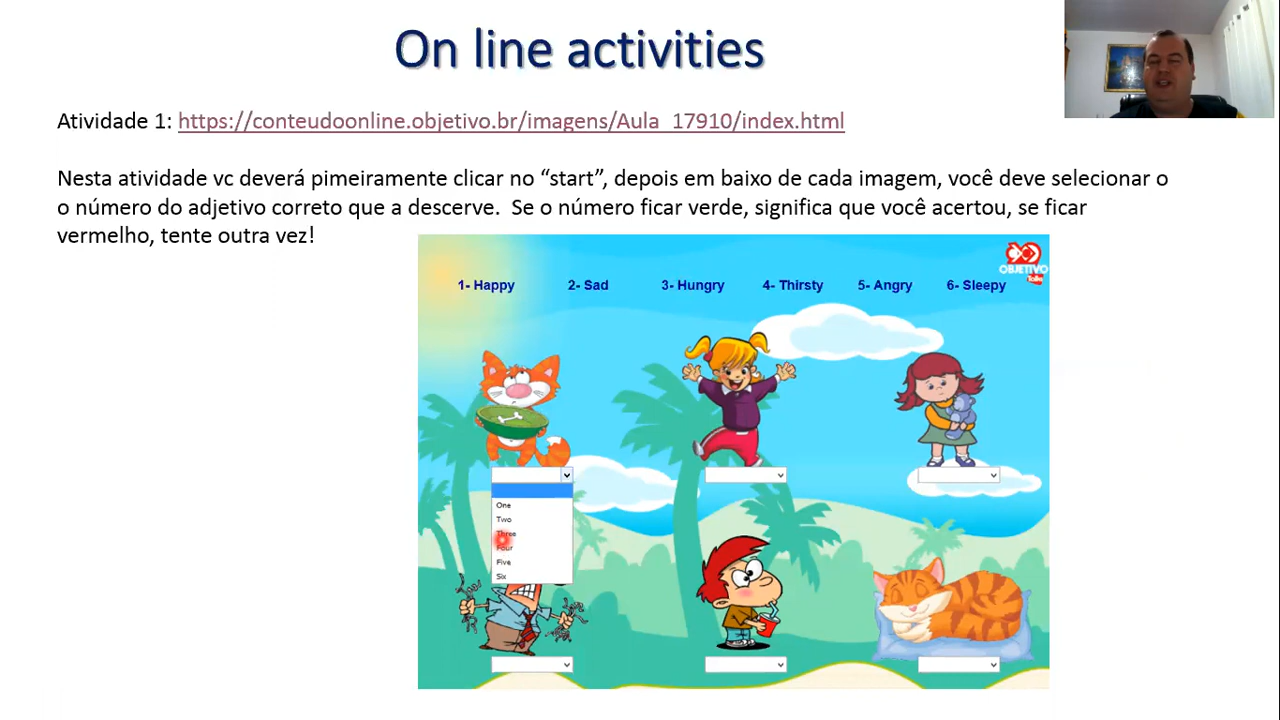 On line activities
Atividade 1: https://conteudoonline.objetivo.br/imagens/Aula_17910/index.html
Nesta atividade vc deverá pimeiramente clicar no “start”, depois em baixo de cada imagem, você deve selecionar o
o número do adjetivo correto que a descerve.  Se o número ficar verde, significa que você acertou, se ficar
vermelho, tente outra vez!
OBJETIVO
1- Happy 2- Sad 3- Hungry 4- Thirsty 5- Angry 6- Sleepy
One
Two
Three
Four
Five
Six